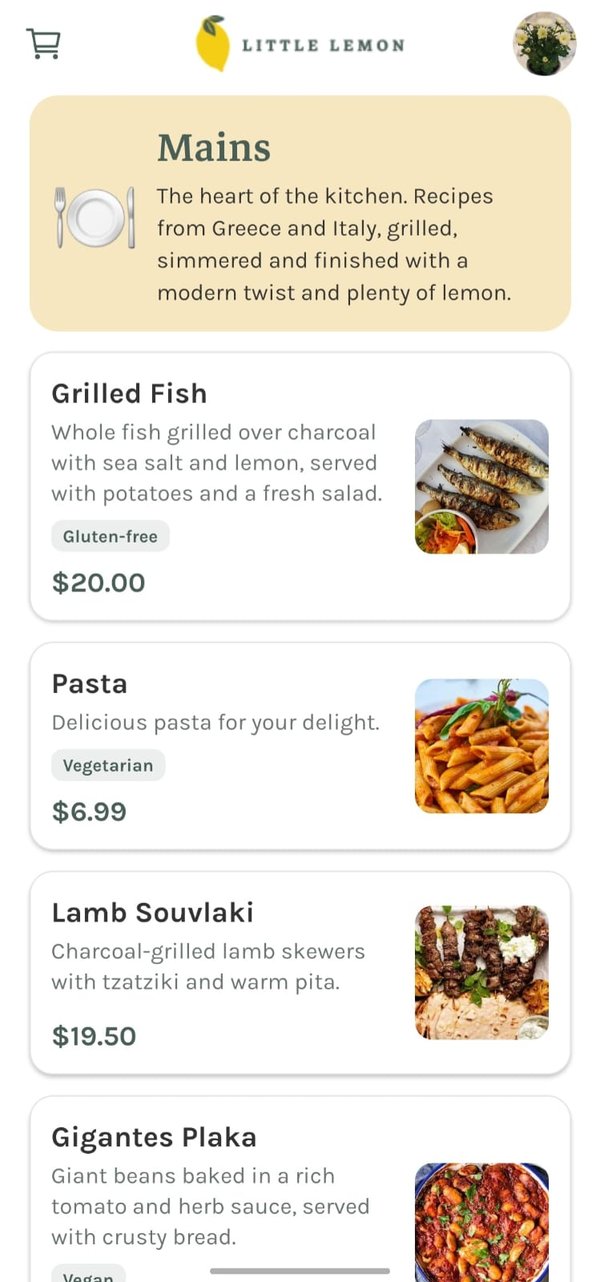 LITTLE LEMON
Mains
The heart of the kitchen. Recipes
from Greece and Italy, grilled,
simmered and finished with a
modern twist and plenty of lemon.
Grilled Fish
Whole fish grilled over charcoal
with sea salt and lemon, served
with potatoes and a fresh salad.
Gluten-free
$20.00
Pasta
Delicious pasta for your delight.
Vegetarian
$6.99
Lamb Souvlaki
Charcoal-grilled lamb skewers
with tzatziki and warm pita.
$19.50
Gigantes Plaka
Giant beans baked in a rich
tomato and herb sauce, served
with crusty bread.
Vegan